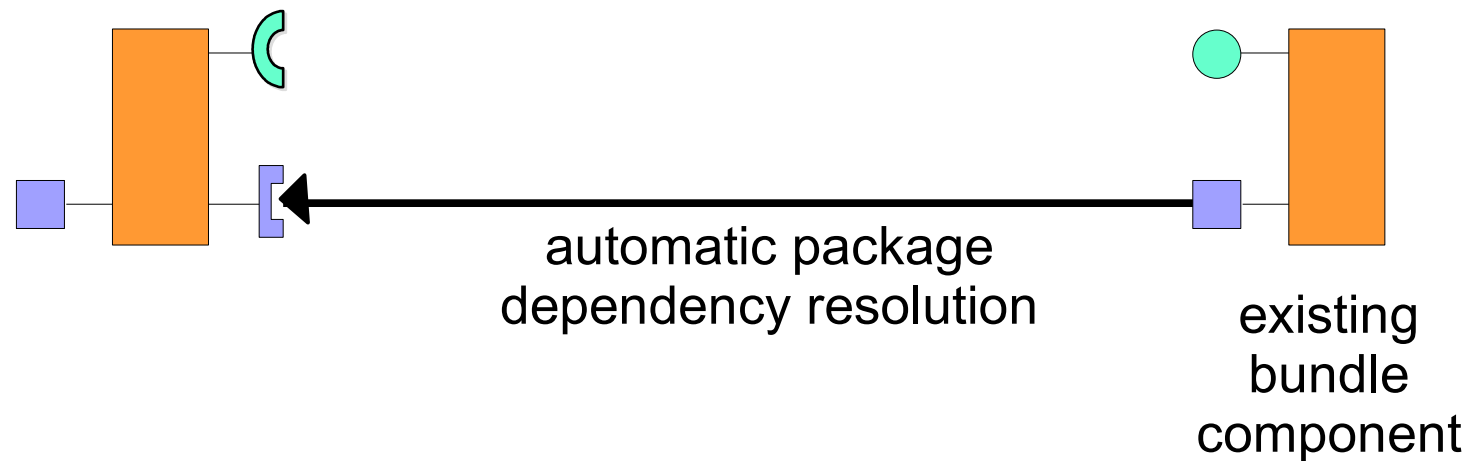 automatic package
dependency resolution
existing
bundle
component